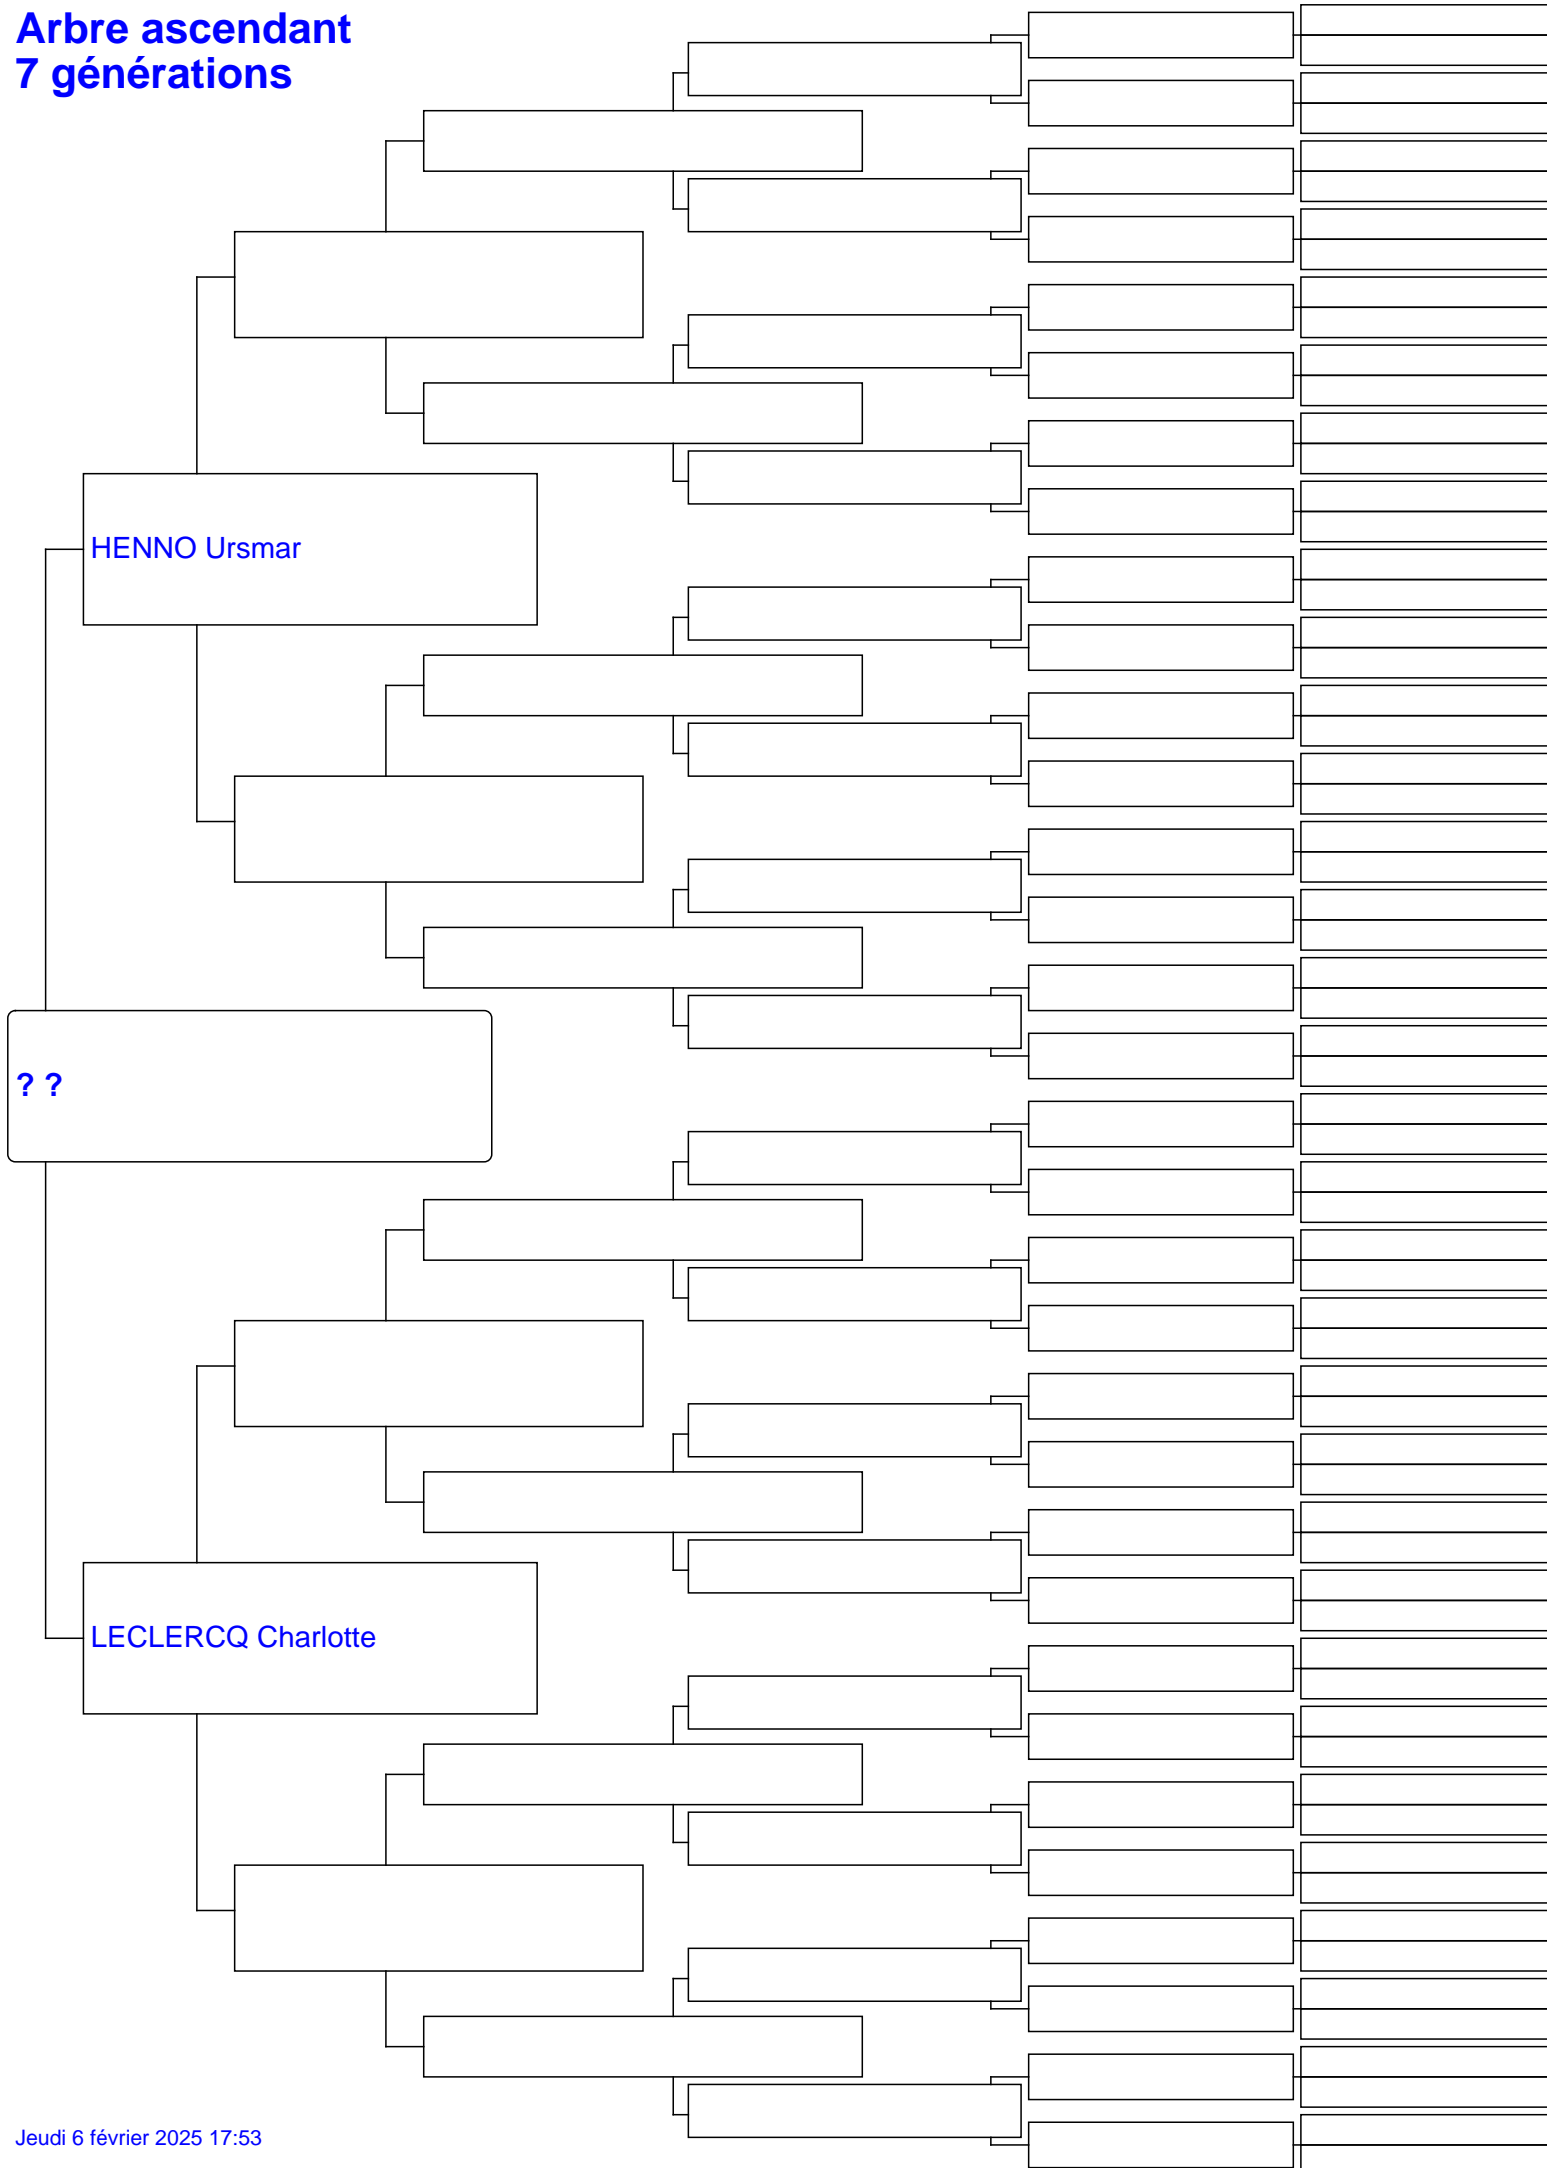 Arbre ascendant
7 générations
HENNO Ursmar
? ?
LECLERCQ Charlotte
Jeudi 6 février 2025 17:53